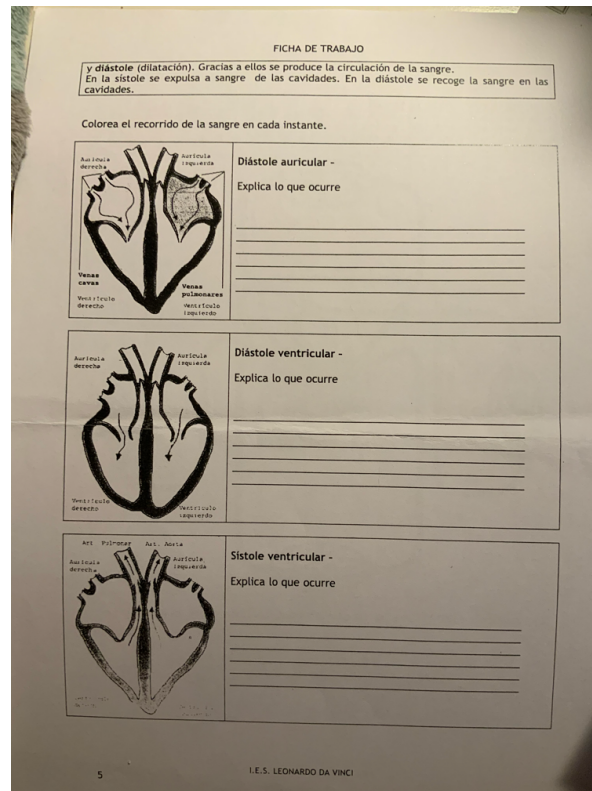 FICHA DE TRABAJO
y diástole (dilatación). Gracias a ellos se produce la circulación de la sangre.
En la sístole se expulsa a sangre de las cavidades. En la diástole se recoge la sangre en las
cavidades.
Colorea el recorrido de la sangre en cada instante.
Aurícula
derecha
Aurícula
izquierda
Venas
cavas
Ventrículo
derecho
Venas
pulmonares
Ventrículo
izquierdo
Diástole auricular -
Explica lo que ocurre
Aurícula
derecha
Aurícula
izquierda
Ventrículo
derecho
Ventrículo
izquierdo
Diástole ventricular -
Explica lo que ocurre
Art Pulmonar Art. Aorta
Aurícula
derecha
Aurícula
izquierda
Sístole ventricular -
Explica lo que ocurre
5
I.E.S. LEONARDO DA VINCI